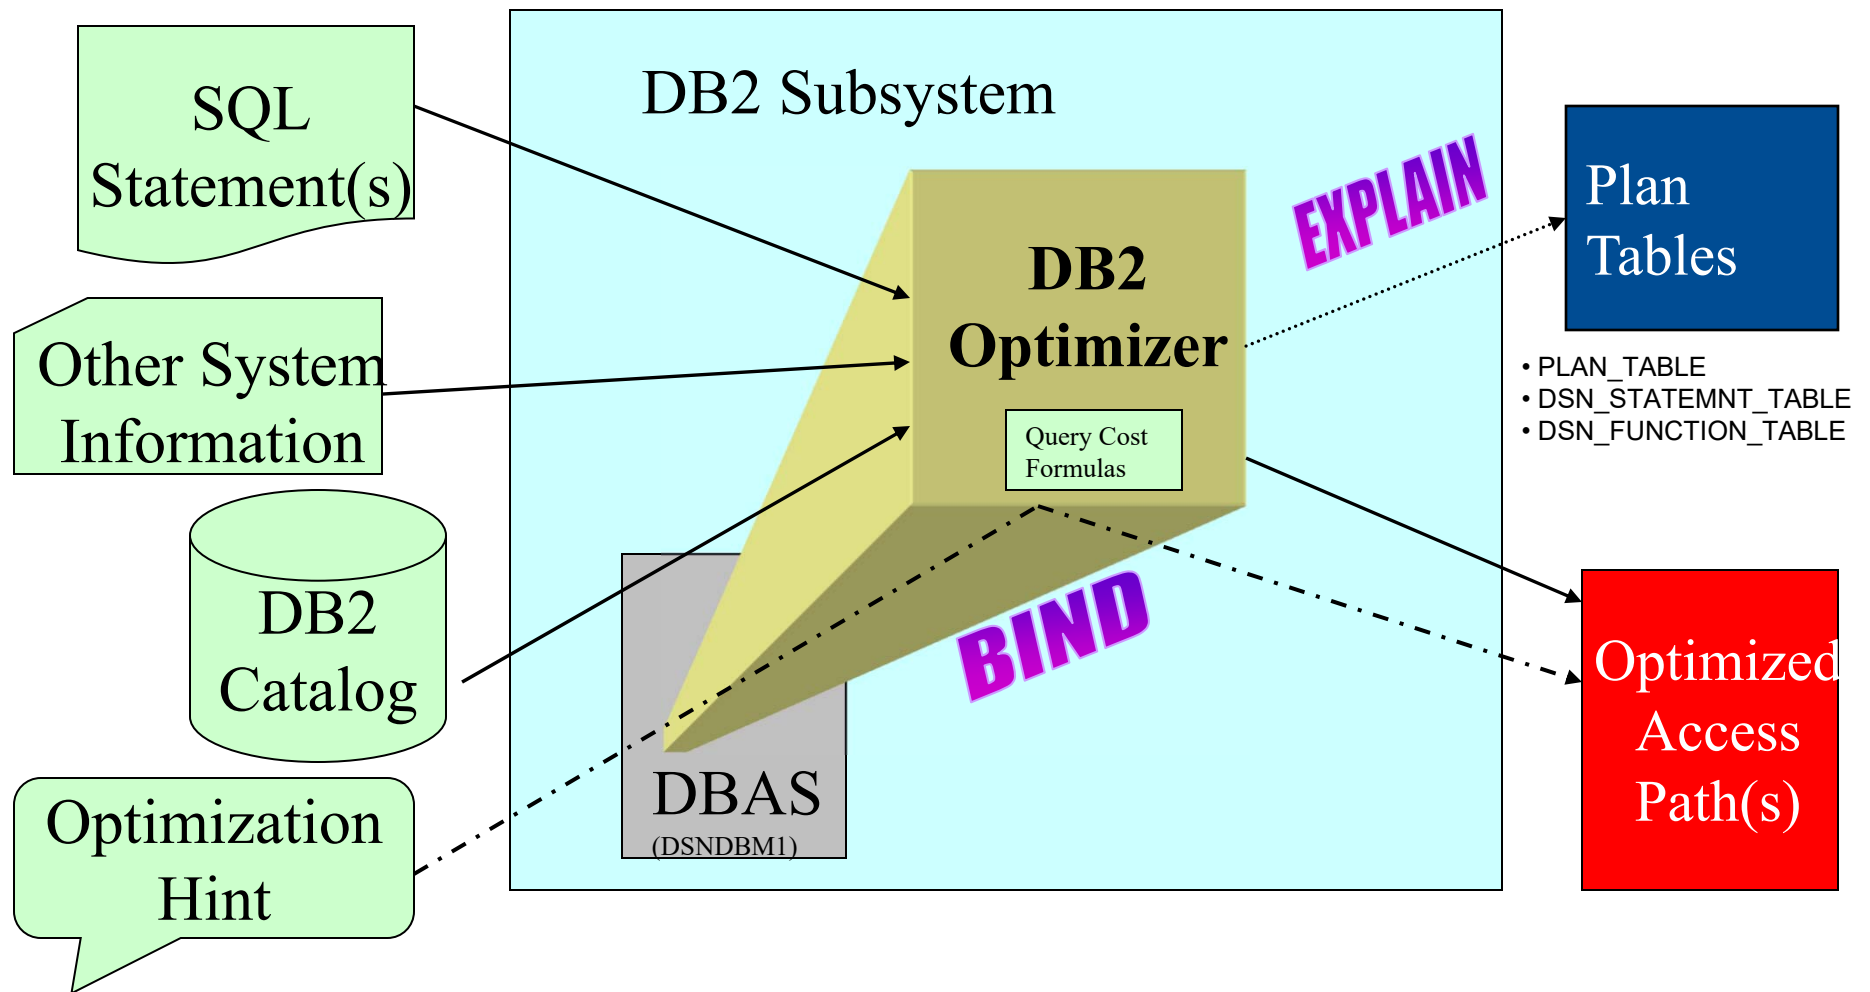 SQL
Statement(s)
Other System
Information
DB2
Catalog
Optimization
Hint
DB2 Subsystem
DB2
Optimizer
Query Cost
Formulas
EXPLAIN
BIND
DBAS
(DSNDBM1)
Plan
Tables
• PLAN_TABLE
• DSN_STATEMNT_TABLE
• DSN_FUNCTION_TABLE
Optimized
Access
Path(s)